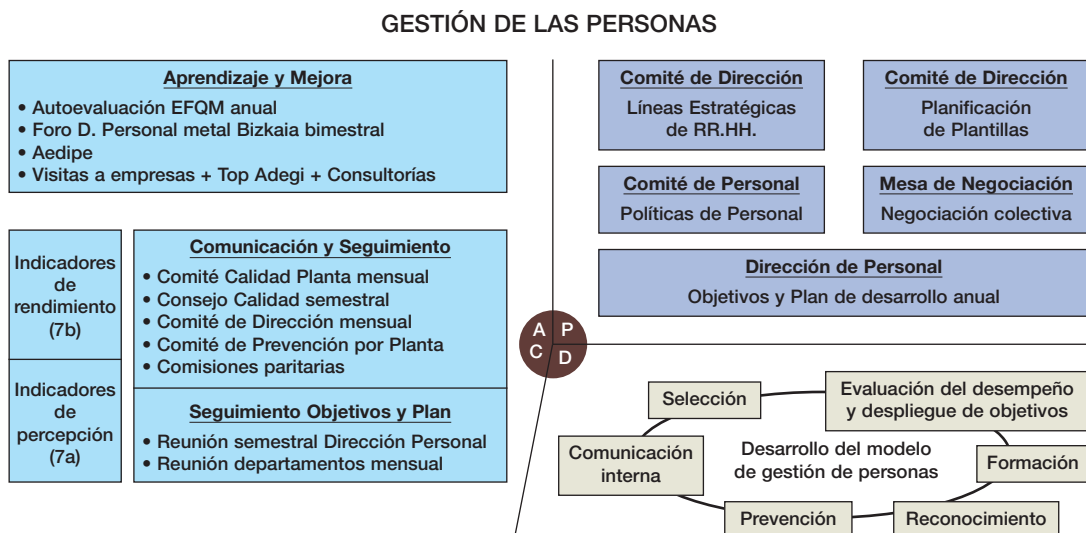 GESTIÓN DE LAS PERSONAS
Aprendizaje y Mejora
• Autoevaluación EFQM anual
• Foro D. Personal metal Bizkaia bimestral
• Aedipe
• Visitas a empresas + Top Adegi + Consultorías
Indicadores
de
rendimiento
(7b)
Indicadores
de
percepción
(7a)
Comunicación y Seguimiento
• Comité Calidad Planta mensual
• Consejo Calidad semestral
• Comité de Dirección mensual
• Comité de Prevención por Planta
• Comisiones paritarias
Seguimiento Objetivos y Plan
• Reunión semestral Dirección Personal
• Reunión departamentos mensual
Comité de Dirección
Líneas Estratégicas
de RR.HH.
Comité de Dirección
Planificación
de Plantillas
Comité de Personal
Políticas de Personal
Mesa de Negociación
Negociación colectiva
Dirección de Personal
Objetivos y Plan de desarrollo anual
A P
C D
Selección
Evaluación del desempeño
y despliegue de objetivos
Comunicación
interna
Desarrollo del modelo
de gestión de personas
Formación
Prevención
Reconocimiento